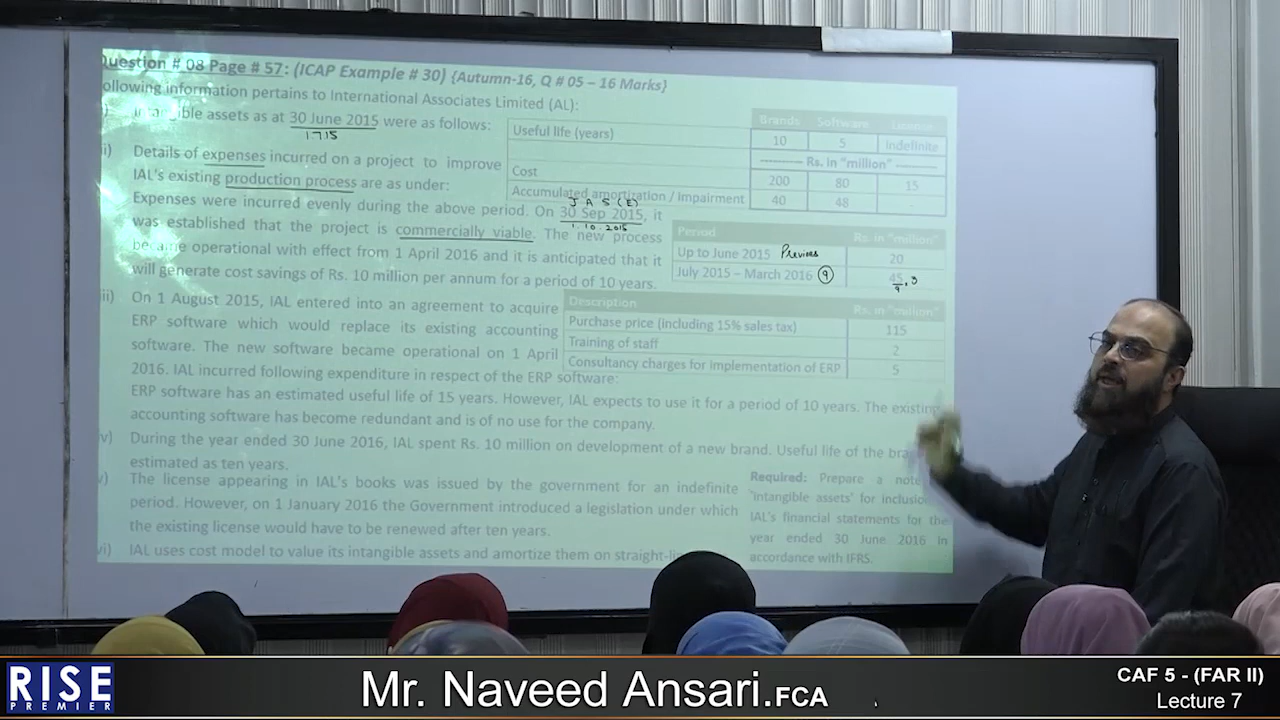 Question # 08 Page # 57: (ICAP Example # 30) {Autumn-16, Q # 05 – 16 Marks}
ollowing information pertains to International Associates Limited (AL):
Intangible assets as at 30 June 2015 were as follows:
1 7 15
Brands Software License
Useful life (years) 10 5 Indefinite
Rs. in "million"
Cost 200 80 15
Accumulated amortization / Impairment 40 48 -
ii) Details of expenses incurred on a project to improve
IAL's existing production process are as under:
Expenses were incurred evenly during the above period. On 30 Sep 2015, it
J A S (E)
1.10.2015
was established that the project is commercially viable. The new process
became operational with effect from 1 April 2016 and it is anticipated that it
will generate cost savings of Rs. 10 million per annum for a period of 10 years.
Period Rs. in "million"
Up to June 2015 Previous 20
July 2015 – March 2016 9 45
9 .3
iii) On 1 August 2015, IAL entered into an agreement to acquire
ERP software which would replace its existing accounting
software. The new software became operational on 1 April
2016. IAL incurred following expenditure in respect of the ERP software:
Description Rs. in "million"
Purchase price (including 15% sales tax) 115
Training of staff 2
Consultancy charges for implementation of ERP 5
ERP software has an estimated useful life of 15 years. However, IAL expects to use it for a period of 10 years. The existing
accounting software has become redundant and is of no use for the company.
v) During the year ended 30 June 2016, IAL spent Rs. 10 million on development of a new brand. Useful life of the bra
estimated as ten years.
v) The license appearing in IAL's books was issued by the government for an indefinite
period. However, on 1 January 2016 the Government introduced a legislation under which
the existing license would have to be renewed after ten years.
vi) IAL uses cost model to value its intangible assets and amortize them on straight-li
Required: Prepare a note
'intangible assets' for inclusio
IAL's financial statements for the
year ended 30 June 2016 in
accordance with IFRS.
RISE
PREMIER
Mr. Naveed Ansari.FCA
CAF 5 - (FAR II)
Lecture 7